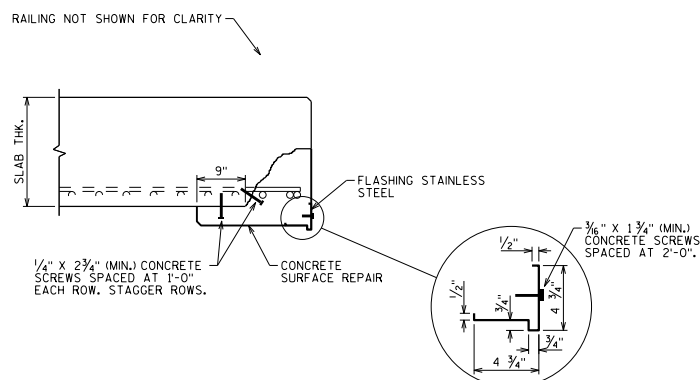 RAILING NOT SHOWN FOR CLARITY
SLAB THK.
9"
FLASHING STAINLESS
STEEL
1/4" X 2 3/4" (MIN.) CONCRETE
SCREWS SPACED AT 1'-0"
EACH ROW. STAGGER ROWS.
CONCRETE
SURFACE REPAIR
3/16" X 1 3/4" (MIN.)
CONCRETE SCREWS
SPACED AT 2'-0".
1/2"
1/2"
3/4"
4 3/4"
3/4"
4 3/4"